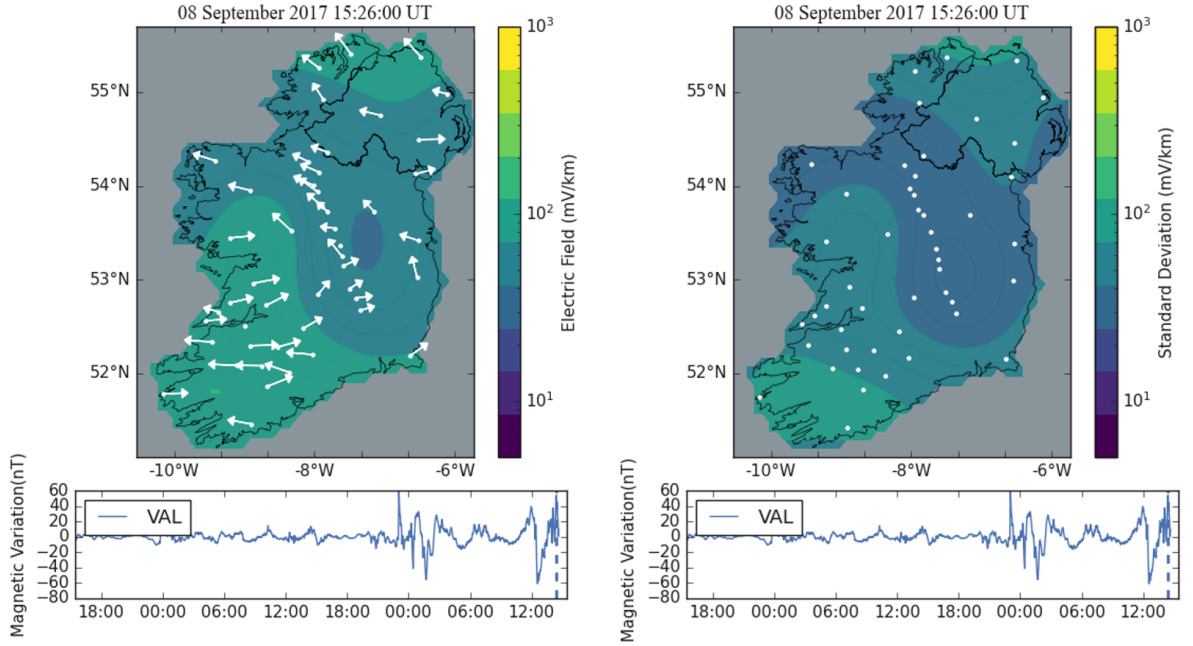 08 September 2017 15:26:00 UT
55°N
54°N
53°N
52°N
-10°W
-8°W
-6°W
10³
10²
10¹
Electric Field (mV/km)
Magnetic Variation(nT)
60
40
20
0
−20
−40
−60
−80
VAL
18:00
00:00
06:00
12:00
18:00
00:00
06:00
12:00
08 September 2017 15:26:00 UT
55°N
54°N
53°N
52°N
-10°W
-8°W
-6°W
10³
10²
10¹
Standard Deviation (mV/km)
Magnetic Variation(nT)
60
40
20
0
−20
−40
−60
−80
VAL
18:00
00:00
06:00
12:00
18:00
00:00
06:00
12:00